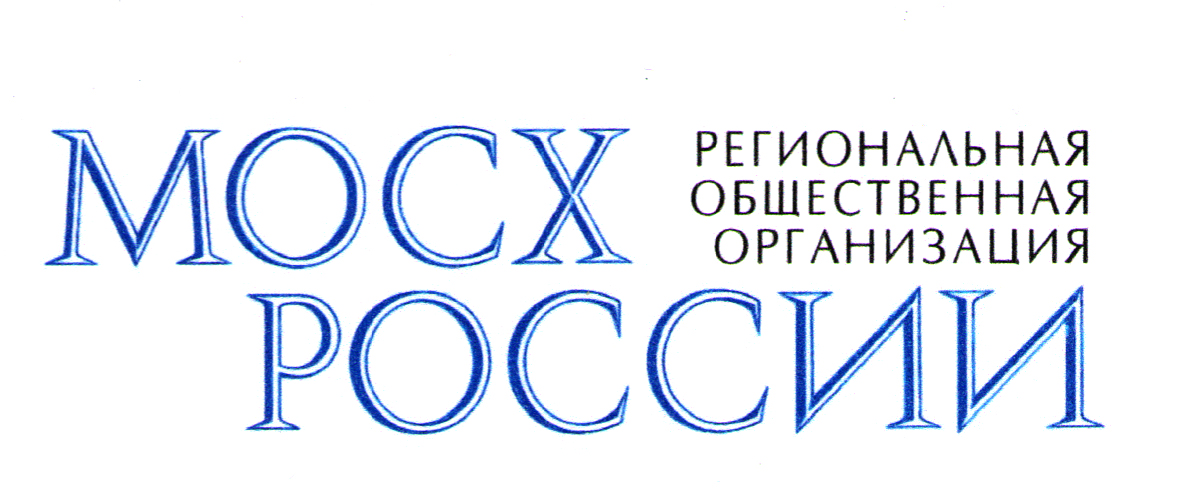 МОСХ
РЕГИОНАЛЬНАЯ
ОБЩЕСТВЕННАЯ
ОРГАНИЗАЦИЯ
РОССИИ